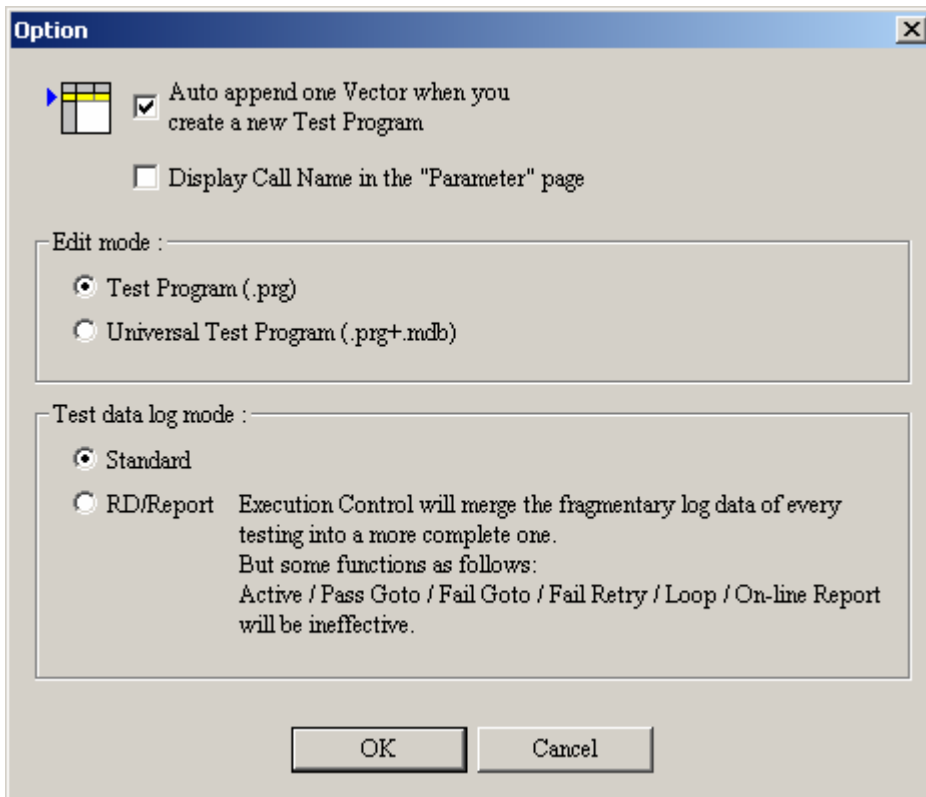 Option
Auto append one Vector when you
create a new Test Program
Display Call Name in the "Parameter" page
Edit mode :
Test Program (.prg)
Universal Test Program (.prg+.mdb)
Test data log mode :
Standard
RD/Report Execution Control will merge the fragmentary log data of every
testing into a more complete one.
But some functions as follows:
Active / Pass Goto / Fail Goto / Fail Retry / Loop / On-line Report
will be ineffective.
OK Cancel